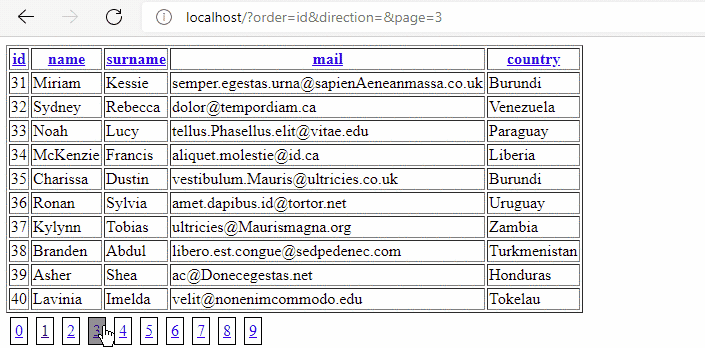 localhost/?order=id&direction=&page=3
id name surname mail country
31 Miriam Kessie semper.egestas.urna@sapienAeneanmassa.co.uk Burundi
32 Sydney Rebecca dolor@tempordiam.ca Venezuela
33 Noah Lucy tellus.Phasellus.elit@vitae.edu Paraguay
34 McKenzie Francis aliquet.molestie@id.ca Liberia
35 Charissa Dustin vestibulum.Mauris@ultricies.co.uk Burundi
36 Ronan Sylvia amet.dapibus.id@tortor.net Uruguay
37 Kylynn Tobias ultricies@Maurismagna.org Zambia
38 Branden Abdul libero.est.congue@sedpedenec.com Turkmenistan
39 Asher Shea ac@Donecegestas.net Honduras
40 Lavinia Imelda velit@nonenimcommodo.edu Tokelau
0 1 2 3 4 5 6 7 8 9